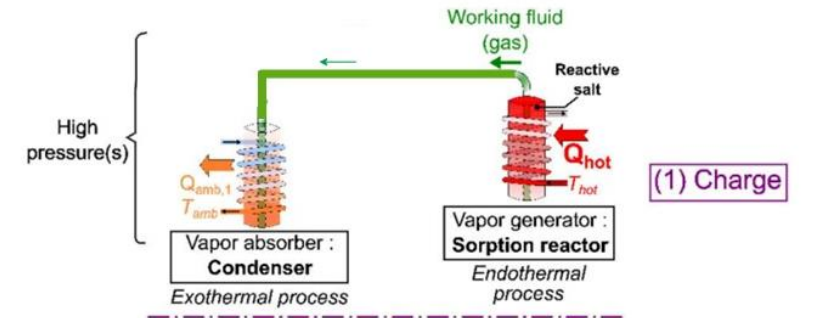 Working fluid
(gas)
Reactive
salt
High
pressure(s)
Qhot
Thot
Qamb,1
Tamb
(1) Charge
Vapor absorber :
Condenser
Exothermal process
Vapor generator :
Sorption reactor
Endothermal
process